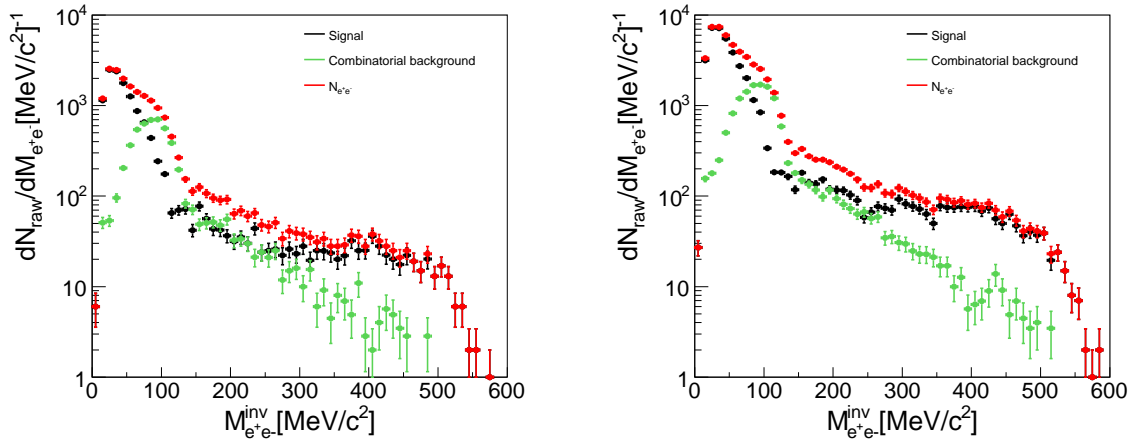 dN_raw/dM_e⁺e⁻[MeV/c²]⁻¹
10⁴
10³
10²
10
1
Signal
Combinatorial background
N_e⁺e⁻
0 100 200 300 400 500 600
M^inv_e⁺e-[MeV/c²]
dN_raw/dM_e⁺e⁻[MeV/c²]⁻¹
10⁴
10³
10²
10
1
Signal
Combinatorial background
N_e⁺e⁻
0 100 200 300 400 500 600
M^inv_e⁺e-[MeV/c²]